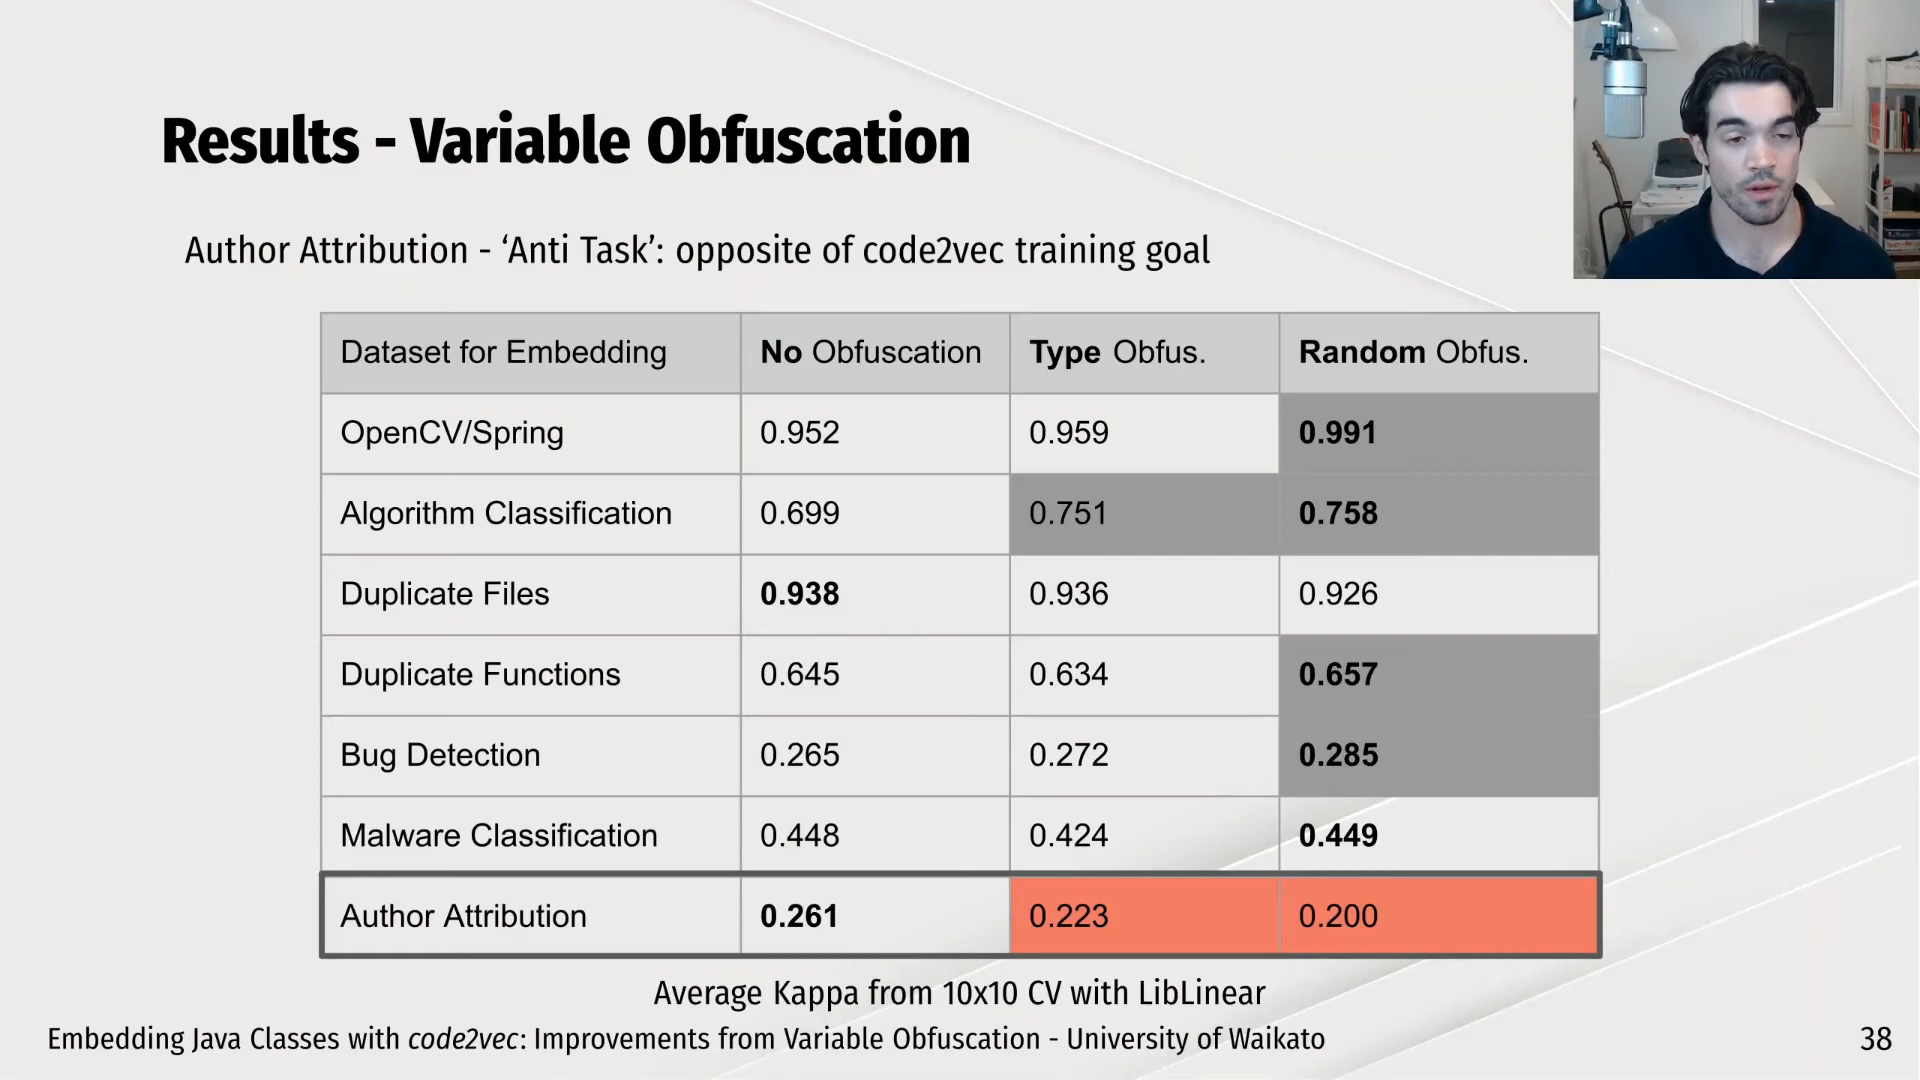 Results - Variable Obfuscation
Author Attribution - ‘Anti Task’: opposite of code2vec training goal
Dataset for Embedding No Obfuscation Type Obfus. Random Obfus.
OpenCV/Spring 0.952 0.959 0.991
Algorithm Classification 0.699 0.751 0.758
Duplicate Files 0.938 0.936 0.926
Duplicate Functions 0.645 0.634 0.657
Bug Detection 0.265 0.272 0.285
Malware Classification 0.448 0.424 0.449
Author Attribution 0.261 0.223 0.200
Average Kappa from 10x10 CV with LibLinear
Embedding Java Classes with code2vec: Improvements from Variable Obfuscation - University of Waikato
38